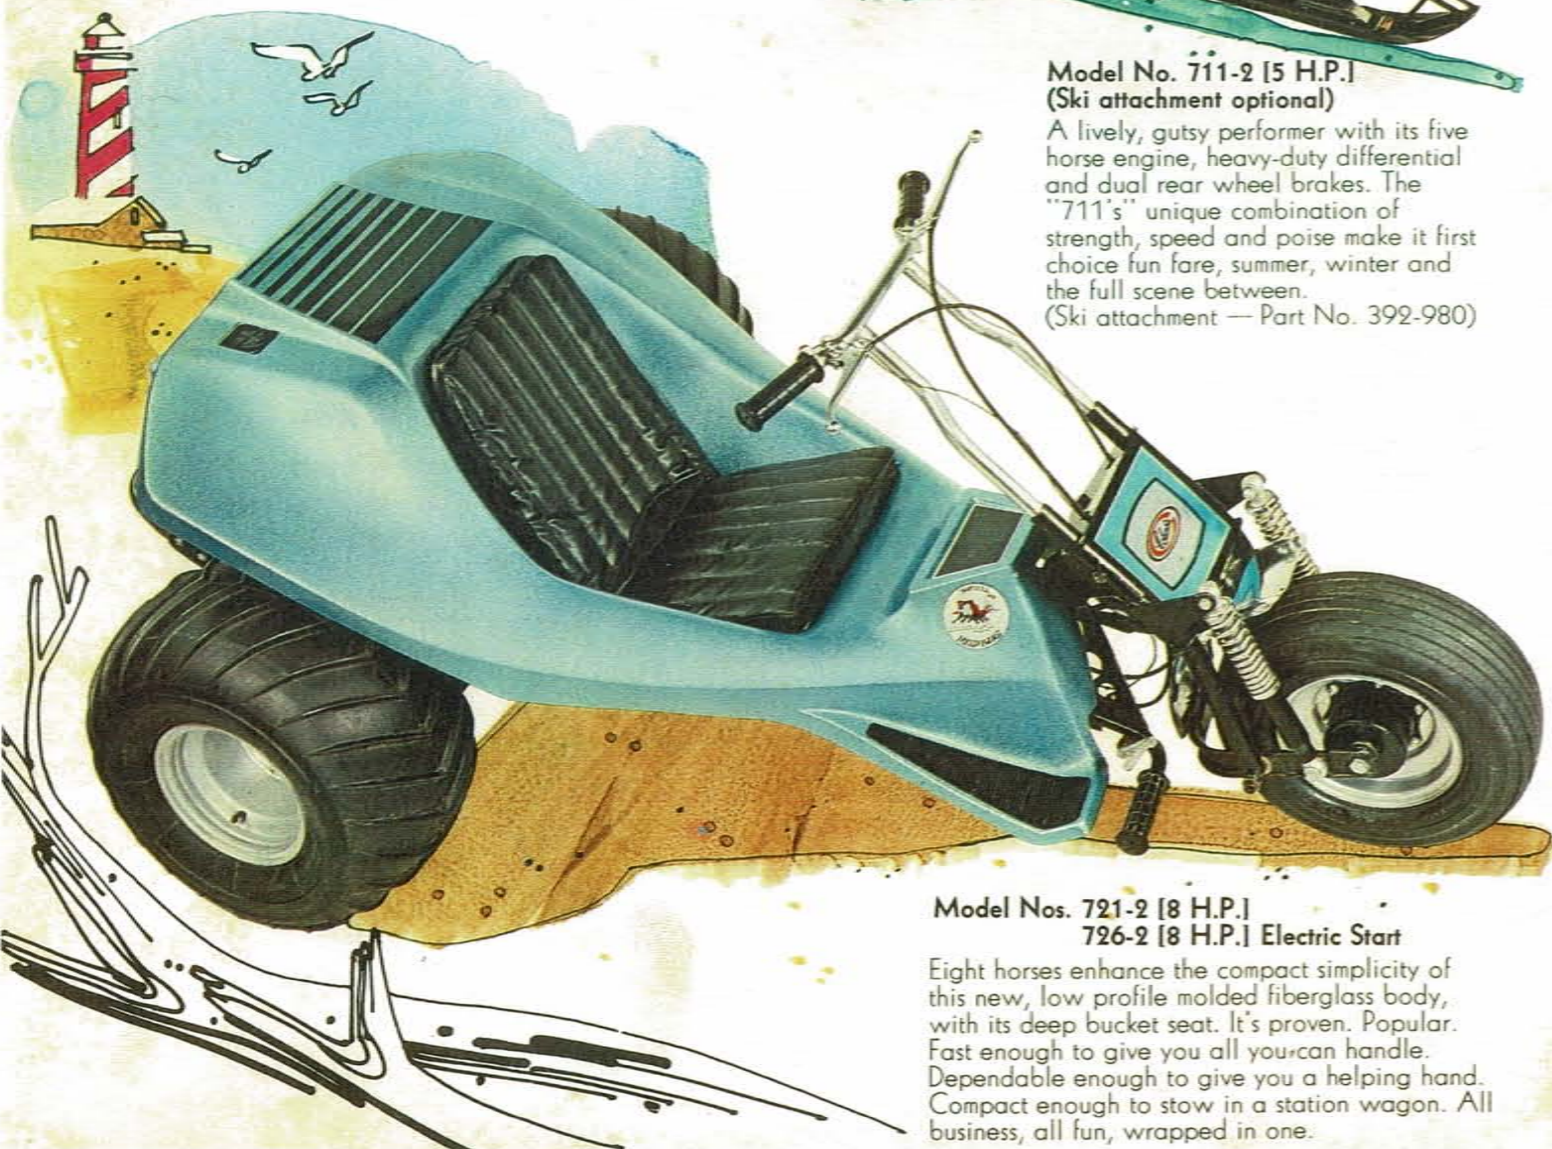 Model No. 711-2 [5 H.P.]
(Ski attachment optional)
A lively, gutsy performer with its five
horse engine, heavy-duty differential
and dual rear wheel brakes. The
"711's" unique combination of
strength, speed and poise make it first
choice fun fare, summer, winter and
the full scene between.
(Ski attachment — Part No. 392-980)
Model Nos. 721-2 [8 H.P.]
726-2 [8 H.P.] Electric Start
Eight horses enhance the compact simplicity of
this new, low profile molded fiberglass body,
with its deep bucket seat. It's proven. Popular.
Fast enough to give you all you can handle.
Dependable enough to give you a helping hand.
Compact enough to stow in a station wagon. All
business, all fun, wrapped in one.